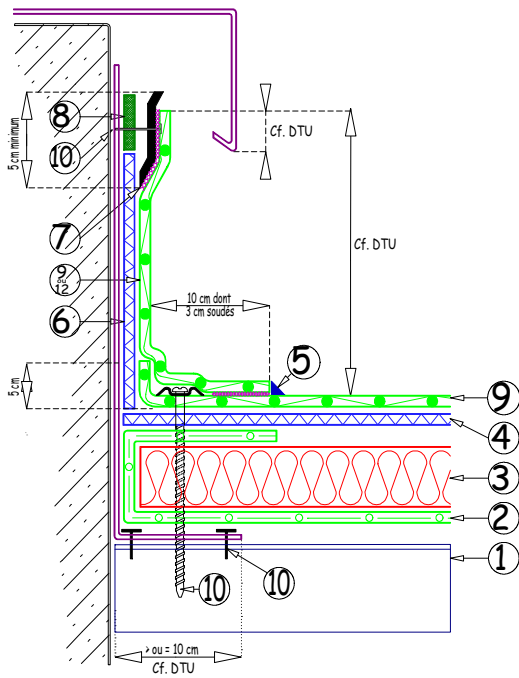 8
10
5 cm minimum
Cf. DTU
7
9
ou
12
6
Cf. DTU
10 cm dont
3 cm soudés
5
5 cm
9
4
3
2
1
10
10
> ou = 10 cm
Cf. DTU